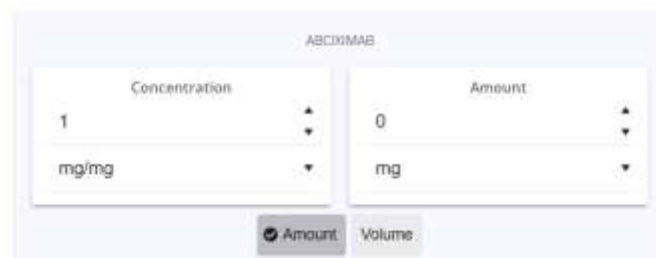 ABCIXIMAB
Concentration
Amount
1
0
mg/mg
mg
Amount
Volume